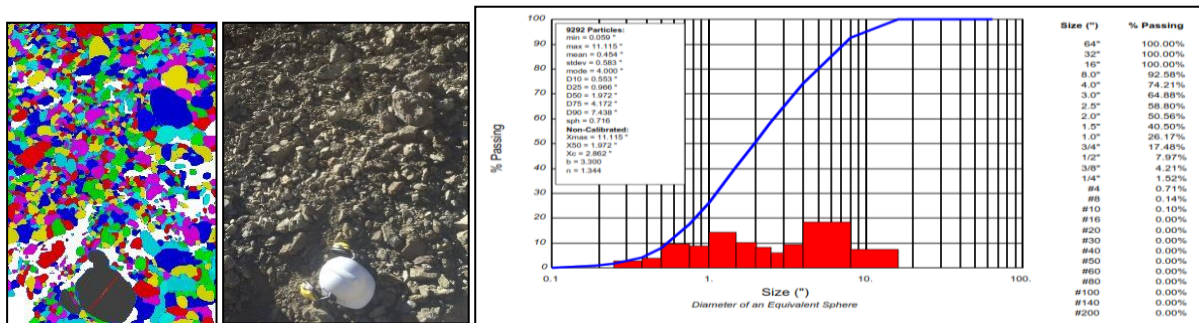 100
90
80
70
60
50
40
30
20
10
0
% Passing
9292 Particles:
min = 0.059 "
max = 11.115 "
mean = 0.454 "
stdev = 0.583 "
mode = 4.000 "
D10 = 0.553 "
D25 = 0.966 "
D50 = 1.972 "
D75 = 4.172 "
D90 = 7.438 "
sph = 0.716
Non-Calibrated:
Xmax = 11.115 "
X50 = 1.972 "
Xc = 2.862 "
b = 3.300
n = 1.344
0.1 1. 10. 100.
Size (")
Diameter of an Equivalent Sphere
Size (") % Passing
64" 100.00%
32" 100.00%
16" 100.00%
8.0" 92.58%
4.0" 74.21%
3.0" 64.88%
2.5" 58.80%
2.0" 50.56%
1.5" 40.50%
1.0" 26.17%
3/4" 17.48%
1/2" 7.97%
3/8" 4.21%
1/4" 1.52%
#4 0.71%
#8 0.14%
#10 0.10%
#16 0.00%
#20 0.00%
#30 0.00%
#40 0.00%
#50 0.00%
#60 0.00%
#80 0.00%
#100 0.00%
#140 0.00%
#200 0.00%